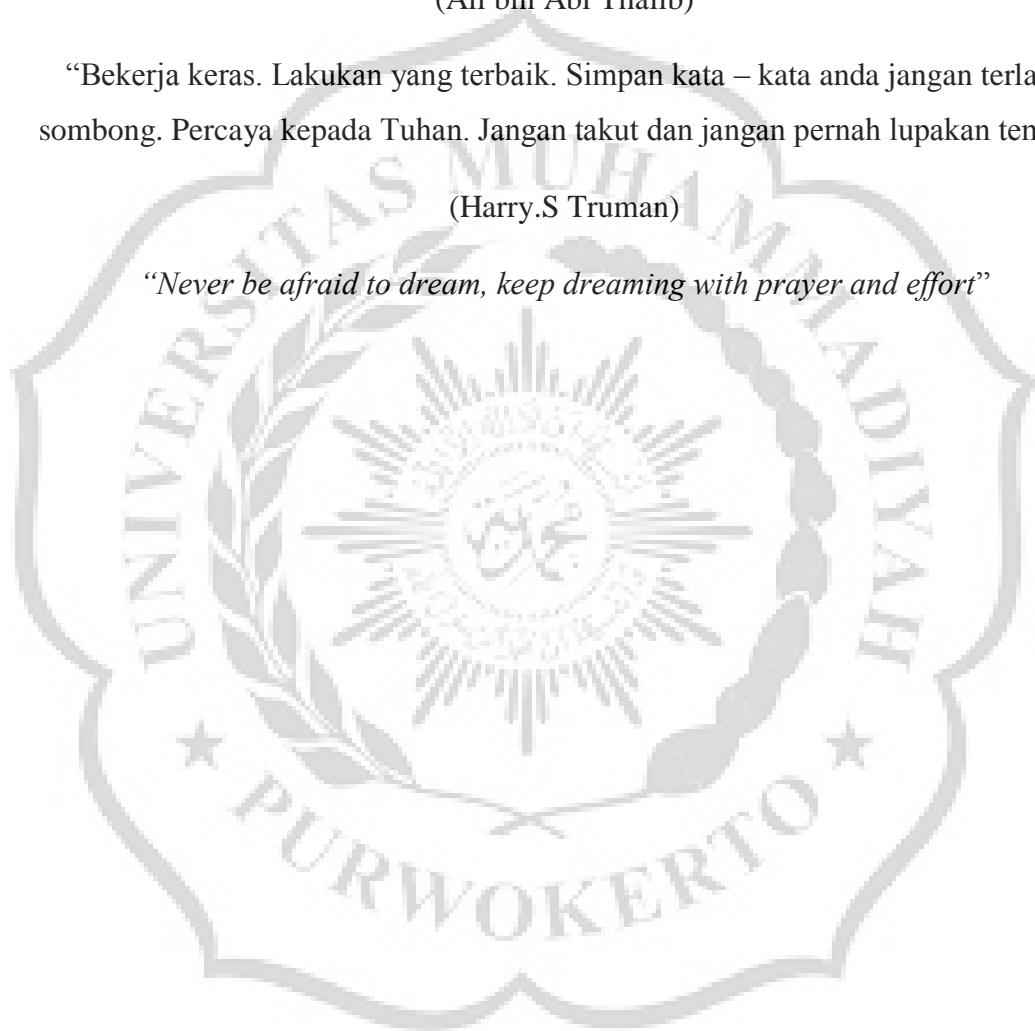 (Ali bin Abi Thalib)
“Bekerja keras. Lakukan yang terbaik. Simpan kata – kata anda jangan
sombong. Percaya kepada Tuhan. Jangan takut dan jangan pernah lupakan
(Harry.S Truman)
“Never be afraid to dream, keep dreaming with prayer and effort”
UNIVERSITAS MUHAMMADIYAH
PURWOKERTO